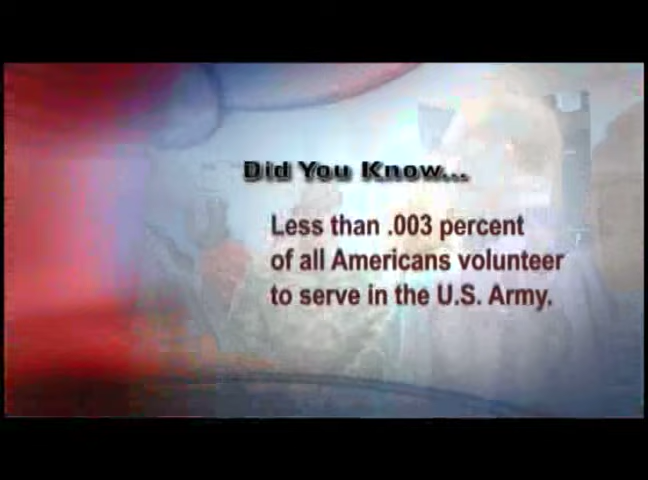 Did You Know...
Less than .003 percent
of all Americans volunteer
to serve in the U.S. Army.